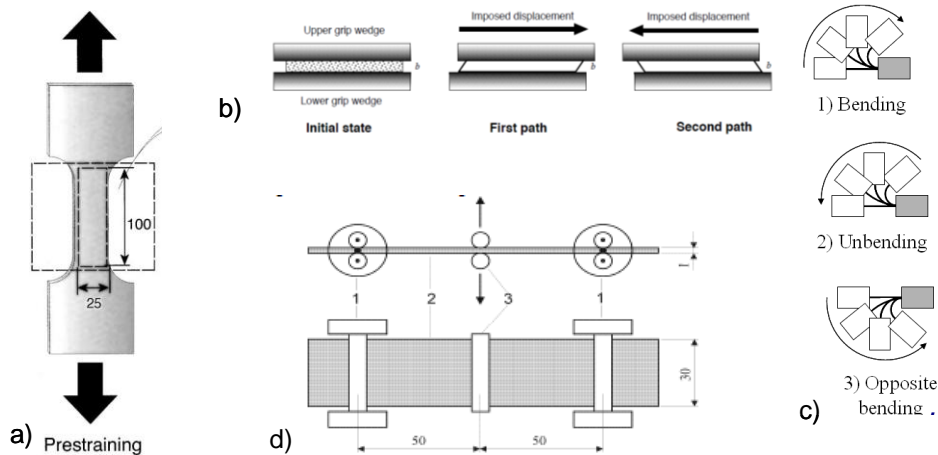 100
25
a)
Prestraining
b)
Imposed displacement
Imposed displacement
Upper grip wedge
b
b
b
Lower grip wedge
Initial state
First path
Second path
1) Bending
2) Unbending
3) Opposite
bending .
c)
1
2
3
1
1
30
50
50
d)